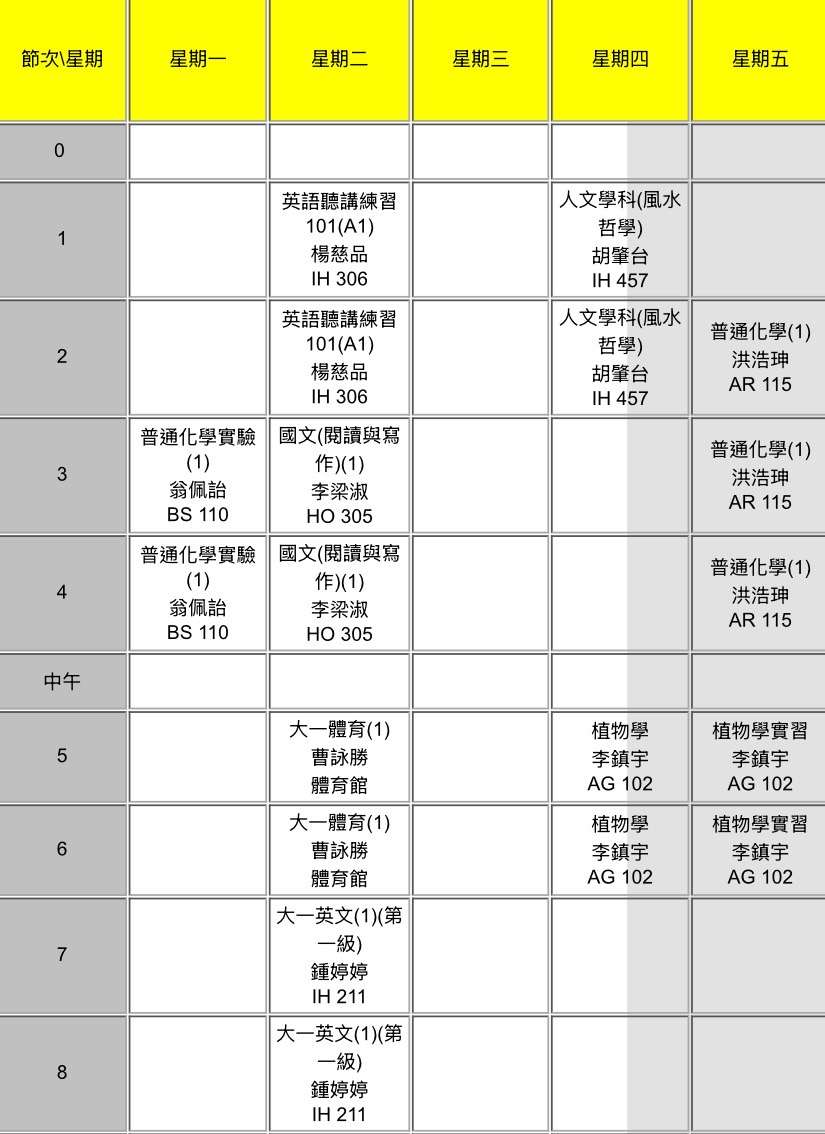 節次\星期 星期一 星期二 星期三 星期四 星期五
0
1
英語聽講練習
101(A1)
楊慈品
IH 306
人文學科(風水
哲學)
胡肇台
IH 457
2
英語聽講練習
101(A1)
楊慈品
IH 306
人文學科(風水
哲學)
胡肇台
IH 457
普通化學(1)
洪浩珅
AR 115
3
普通化學實驗
(1)
翁佩詒
BS 110
國文(閱讀與寫
作)(1)
李梁淑
HO 305
普通化學(1)
洪浩珅
AR 115
4
普通化學實驗
(1)
翁佩詒
BS 110
國文(閱讀與寫
作)(1)
李梁淑
HO 305
普通化學(1)
洪浩珅
AR 115
中午
5
大一體育(1)
曹詠勝
體育館
植物學
李鎮宇
AG 102
植物學實習
李鎮宇
AG 102
6
大一體育(1)
曹詠勝
體育館
植物學
李鎮宇
AG 102
植物學實習
李鎮宇
AG 102
7
大一英文(1)(第
一級)
鍾婷婷
IH 211
8
大一英文(1)(第
一級)
鍾婷婷
IH 211